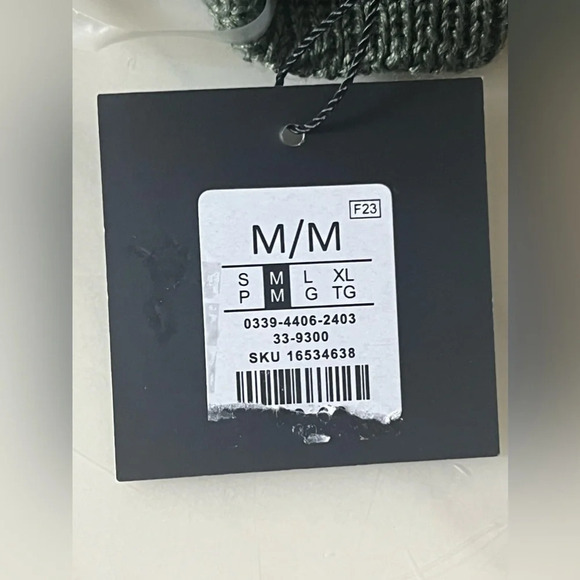 F23
M/M
S M L XL
P M G TG
0339-4406-2403
33-9300
SKU 16534638